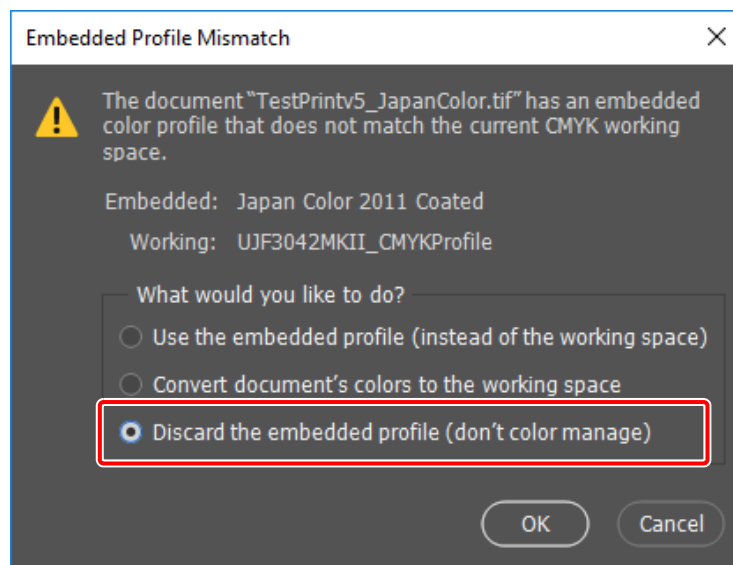 Embedded Profile Mismatch
The document “TestPrintv5_JapanColor.tif” has an embedded
color profile that does not match the current CMYK working
space.
Embedded: Japan Color 2011 Coated
Working: UJF3042MKII_CMYKProfile
What would you like to do?
Use the embedded profile (instead of the working space)
Convert document’s colors to the working space
Discard the embedded profile (don’t color manage)
OK Cancel